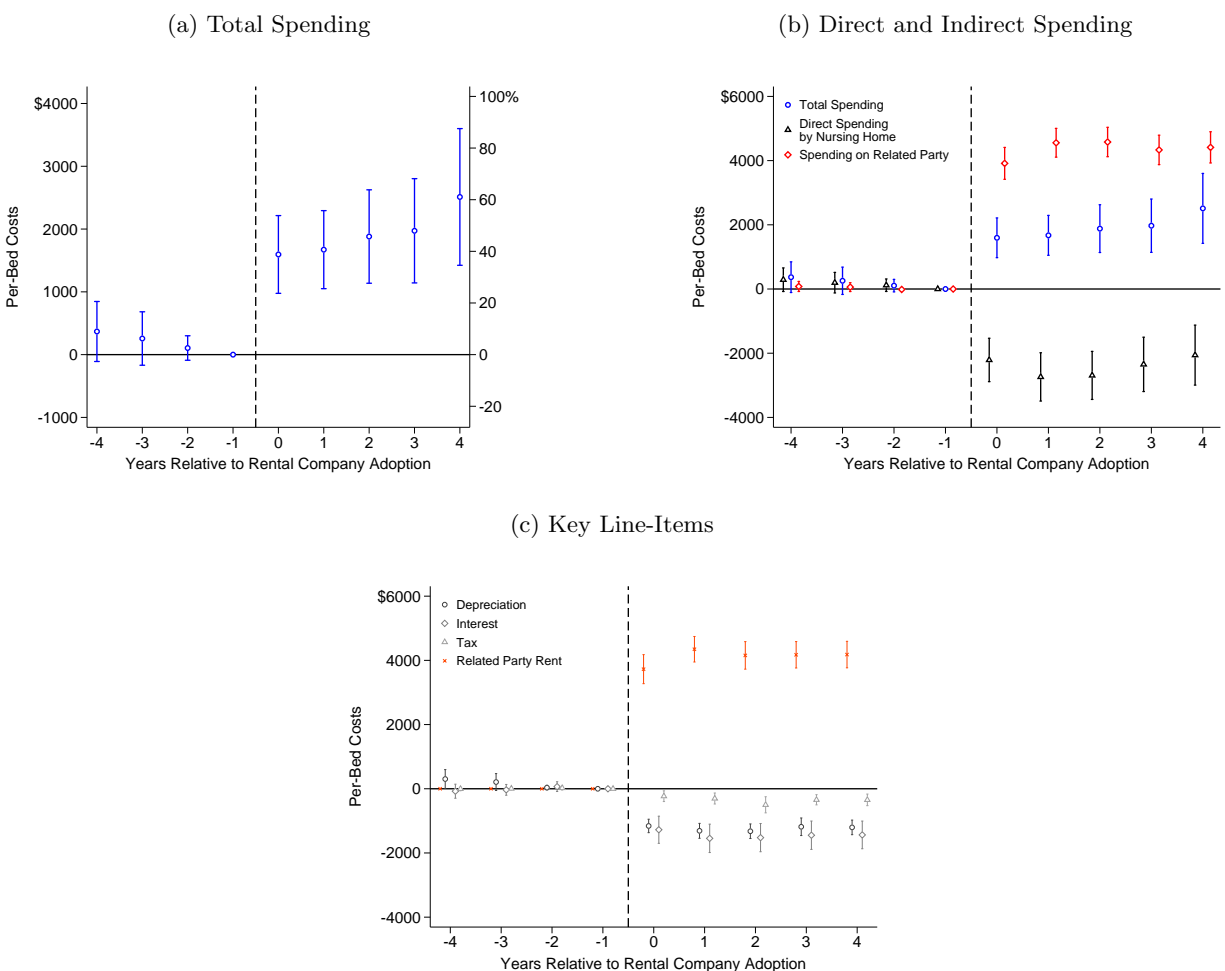 (a) Total Spending
$4000
3000
2000
1000
0
-1000
100%
80
60
40
20
0
-20
Per-Bed Costs
-4 -3 -2 -1 0 1 2 3 4
Years Relative to Rental Company Adoption
(b) Direct and Indirect Spending
$6000
4000
2000
0
-2000
-4000
Per-Bed Costs
Total Spending
Direct Spending
by Nursing Home
Spending on Related Party
-4 -3 -2 -1 0 1 2 3 4
Years Relative to Rental Company Adoption
(c) Key Line-Items
$6000
4000
2000
0
-2000
-4000
Per-Bed Costs
Depreciation
Interest
Tax
Related Party Rent
-4 -3 -2 -1 0 1 2 3 4
Years Relative to Rental Company Adoption